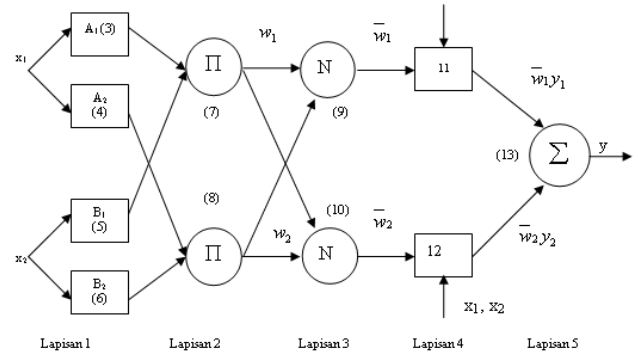 A₁(3)
x₁
A₂
(4)
B₁
(5)
x₂
B₂
(6)
Π
(7)
(8)
Π
w₁
w₂
N
(9)
(10)
N
w̅₁
w̅₂
11
12
x₁, x₂
w̅₁y₁
(13)
Σ
y
w̅₂y₂
Lapisan 1
Lapisan 2
Lapisan 3
Lapisan 4
Lapisan 5